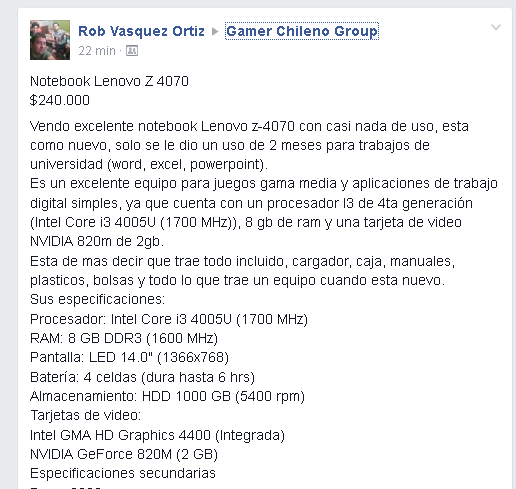 Rob Vasquez Ortiz ▸ Gamer Chileno Group
22 min ·
Notebook Lenovo Z 4070
$240.000
Vendo excelente notebook Lenovo z-4070 con casi nada de uso, esta
como nuevo, solo se le dio un uso de 2 meses para trabajos de
universidad (word, excel, powerpoint).
Es un excelente equipo para juegos gama media y aplicaciones de trabajo
digital simples, ya que cuenta con un procesador I3 de 4ta generación
(Intel Core i3 4005U (1700 MHz)), 8 gb de ram y una tarjeta de video
NVIDIA 820m de 2gb.
Esta de mas decir que trae todo incluido, cargador, caja, manuales,
plasticos, bolsas y todo lo que trae un equipo cuando esta nuevo.
Sus especificaciones:
Procesador: Intel Core i3 4005U (1700 MHz)
RAM: 8 GB DDR3 (1600 MHz)
Pantalla: LED 14.0" (1366x768)
Batería: 4 celdas (dura hasta 6 hrs)
Almacenamiento: HDD 1000 GB (5400 rpm)
Tarjetas de video:
Intel GMA HD Graphics 4400 (Integrada)
NVIDIA GeForce 820M (2 GB)
Especificaciones secundarias